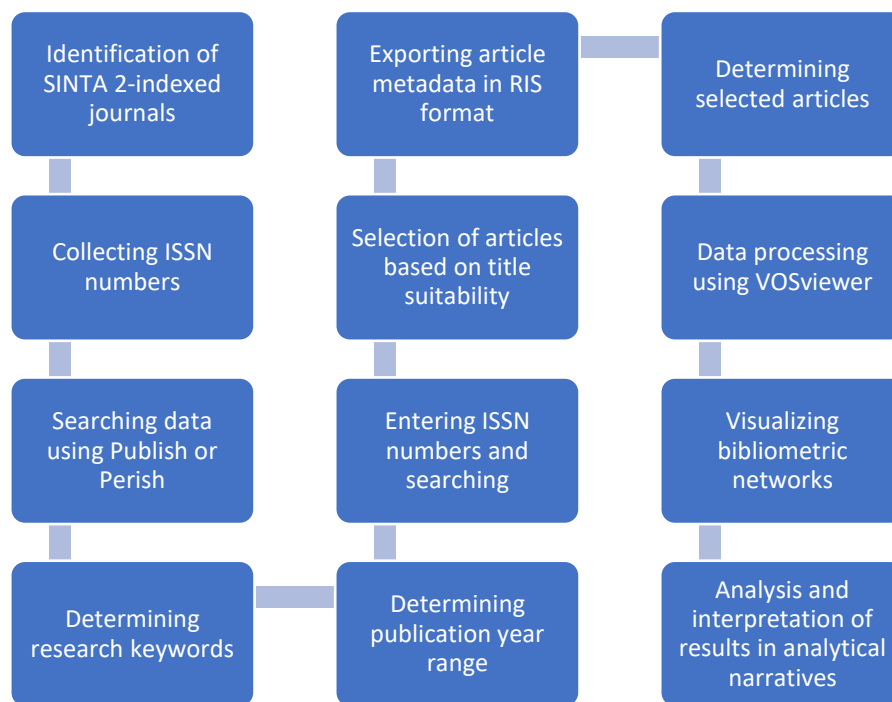 Identification of
SINTA 2-indexed
journals
Collecting ISSN
numbers
Searching data
using Publish or
Perish
Determining
research keywords
Determining
publication year
range
Entering ISSN
numbers and
searching
Selection of articles
based on title
suitability
Exporting article
metadata in RIS
format
Determining
selected articles
Data processing
using VOSviewer
Visualizing
bibliometric
networks
Analysis and
interpretation of
results in analytical
narratives